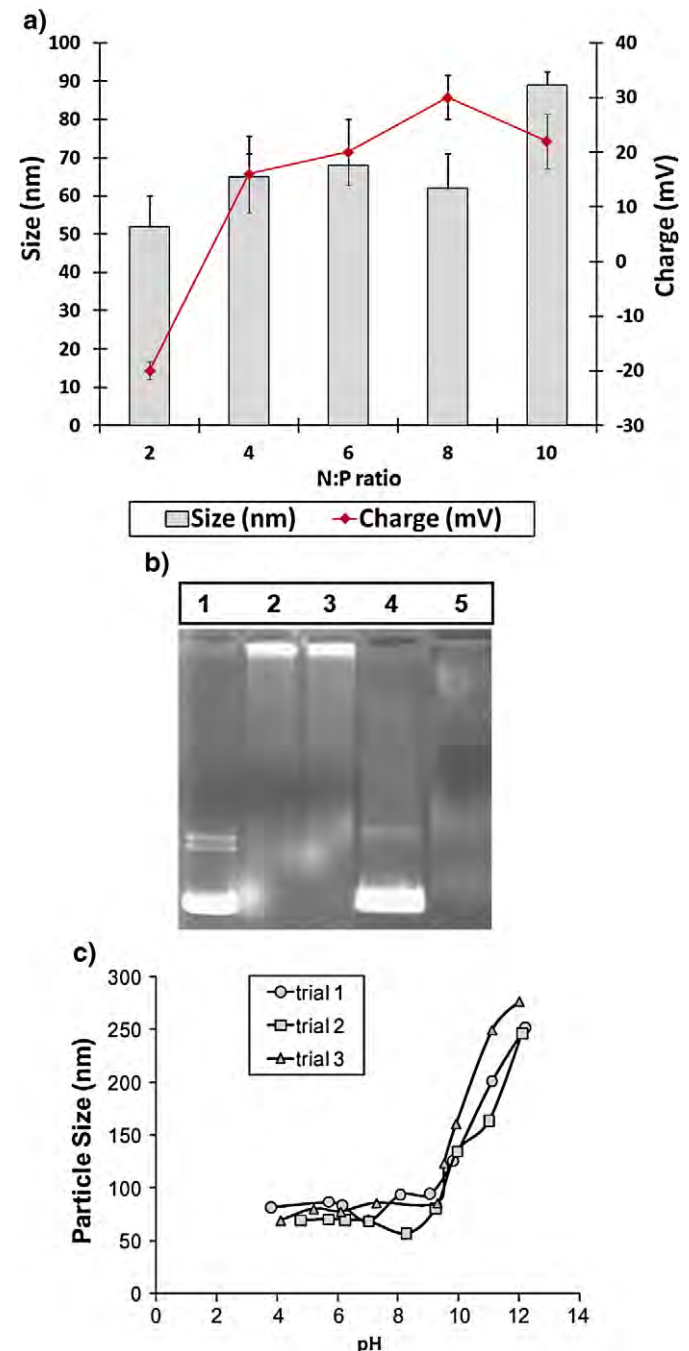 a)
100
90
80
70
60
50
40
30
20
10
0
Size (nm)
40
30
20
10
0
-10
-20
-30
Charge (mV)
2 4 6 8 10
N:P ratio
Size (nm) Charge (mV)
b)
1 2 3 4 5
c)
300
250
200
150
100
50
0
Particle Size (nm)
trial 1
trial 2
trial 3
0 2 4 6 8 10 12 14
pH